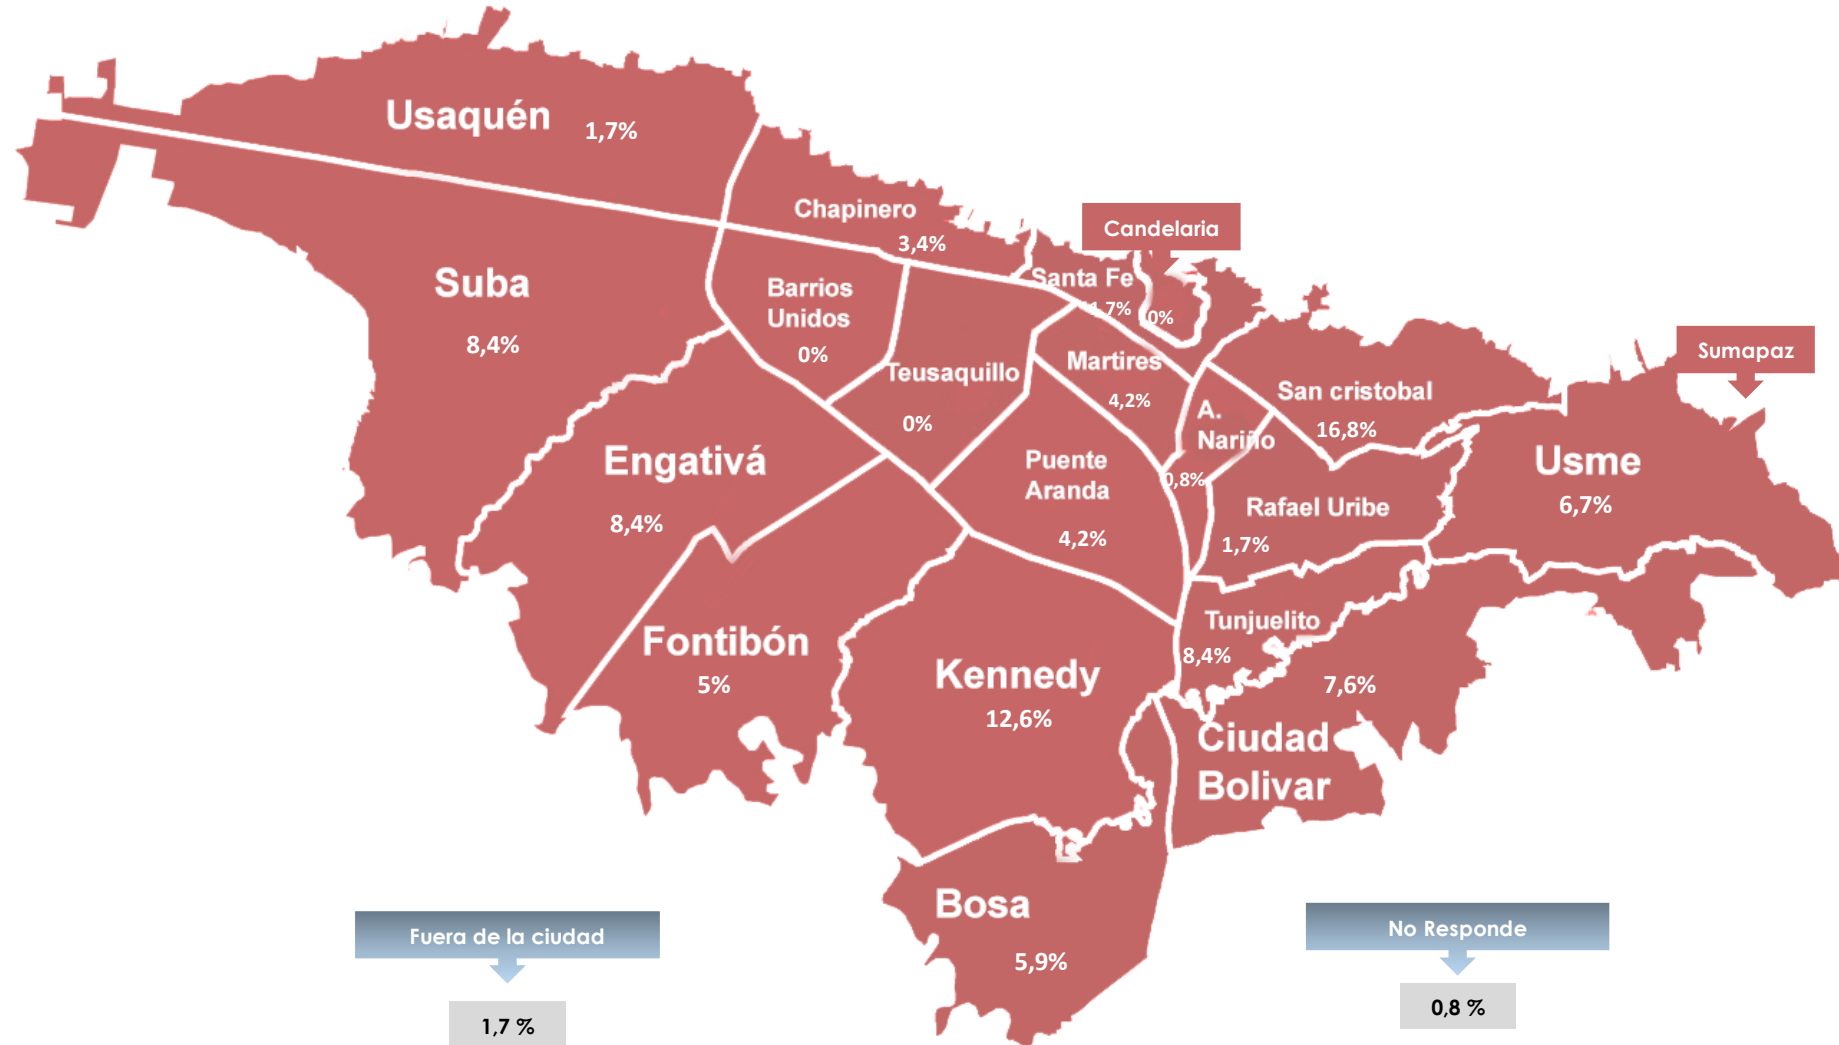 Usaquén
1,7%
Chapinero
3,4%
Candelaria
Santa Fe
1,7%
0%
Suba
8,4%
Barrios
Unidos
0%
Teusaquillo
0%
Martires
4,2%
A.
Nariño
0,8%
San cristobal
16,8%
Sumapaz
Usme
6,7%
Engativá
8,4%
Puente
Aranda
4,2%
Rafael Uribe
1,7%
Fontibón
5%
Kennedy
12,6%
Tunjuelito
8,4%
7,6%
Ciudad
Bolivar
Bosa
5,9%
Fuera de la ciudad
1,7 %
No Responde
0,8 %